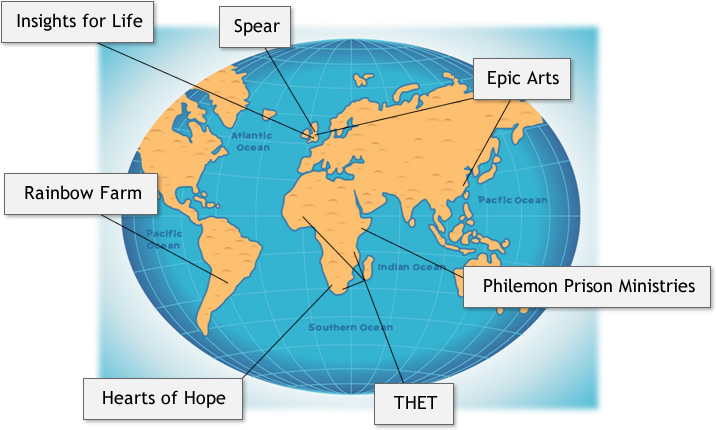 Insights for Life
Spear
Epic Arts
Atlantic
Ocean
Rainbow Farm
Pacfic Ocean
Pacific
Ocean
Indian Ocean
Philemon Prison Ministries
Southern Ocean
Hearts of Hope
THET